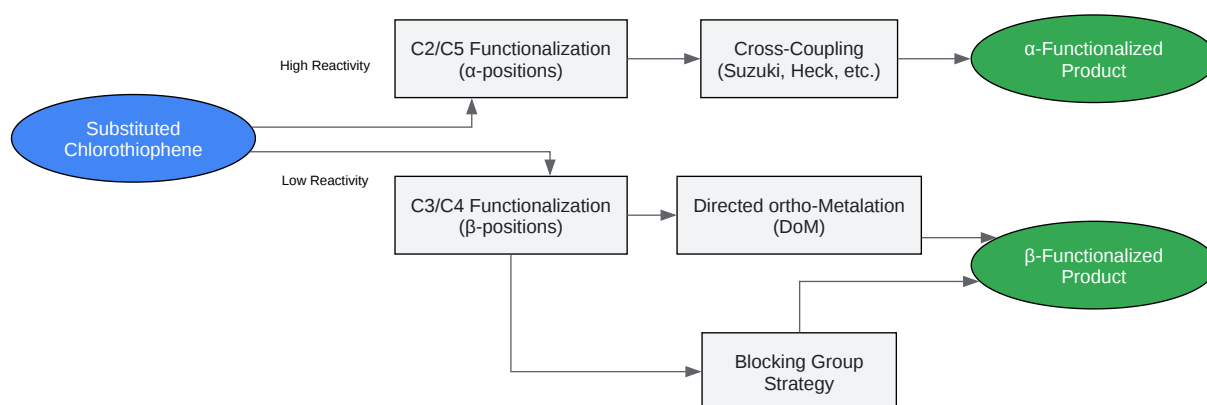 C2/C5 Functionalization
(α-positions)
Cross-Coupling
(Suzuki, Heck, etc.)
α-Functionalized
Product
High Reactivity
Substituted
Chlorothiophene
Low Reactivity
C3/C4 Functionalization
(β-positions)
Directed ortho-Metalation
(DoM)
β-Functionalized
Product
Blocking Group
Strategy